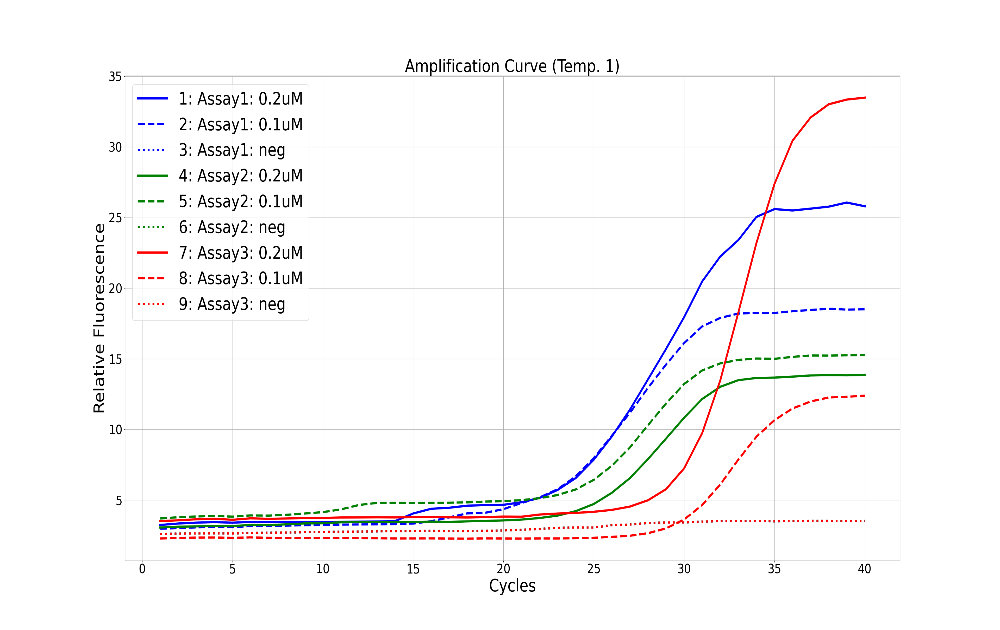 Amplification Curve (Temp. 1)
35
30
25
20
15
10
5
Relative Fluorescence
1: Assay1: 0.2uM
2: Assay1: 0.1uM
3: Assay1: neg
4: Assay2: 0.2uM
5: Assay2: 0.1uM
6: Assay2: neg
7: Assay3: 0.2uM
8: Assay3: 0.1uM
9: Assay3: neg
0 5 10 15 20 25 30 35 40
Cycles